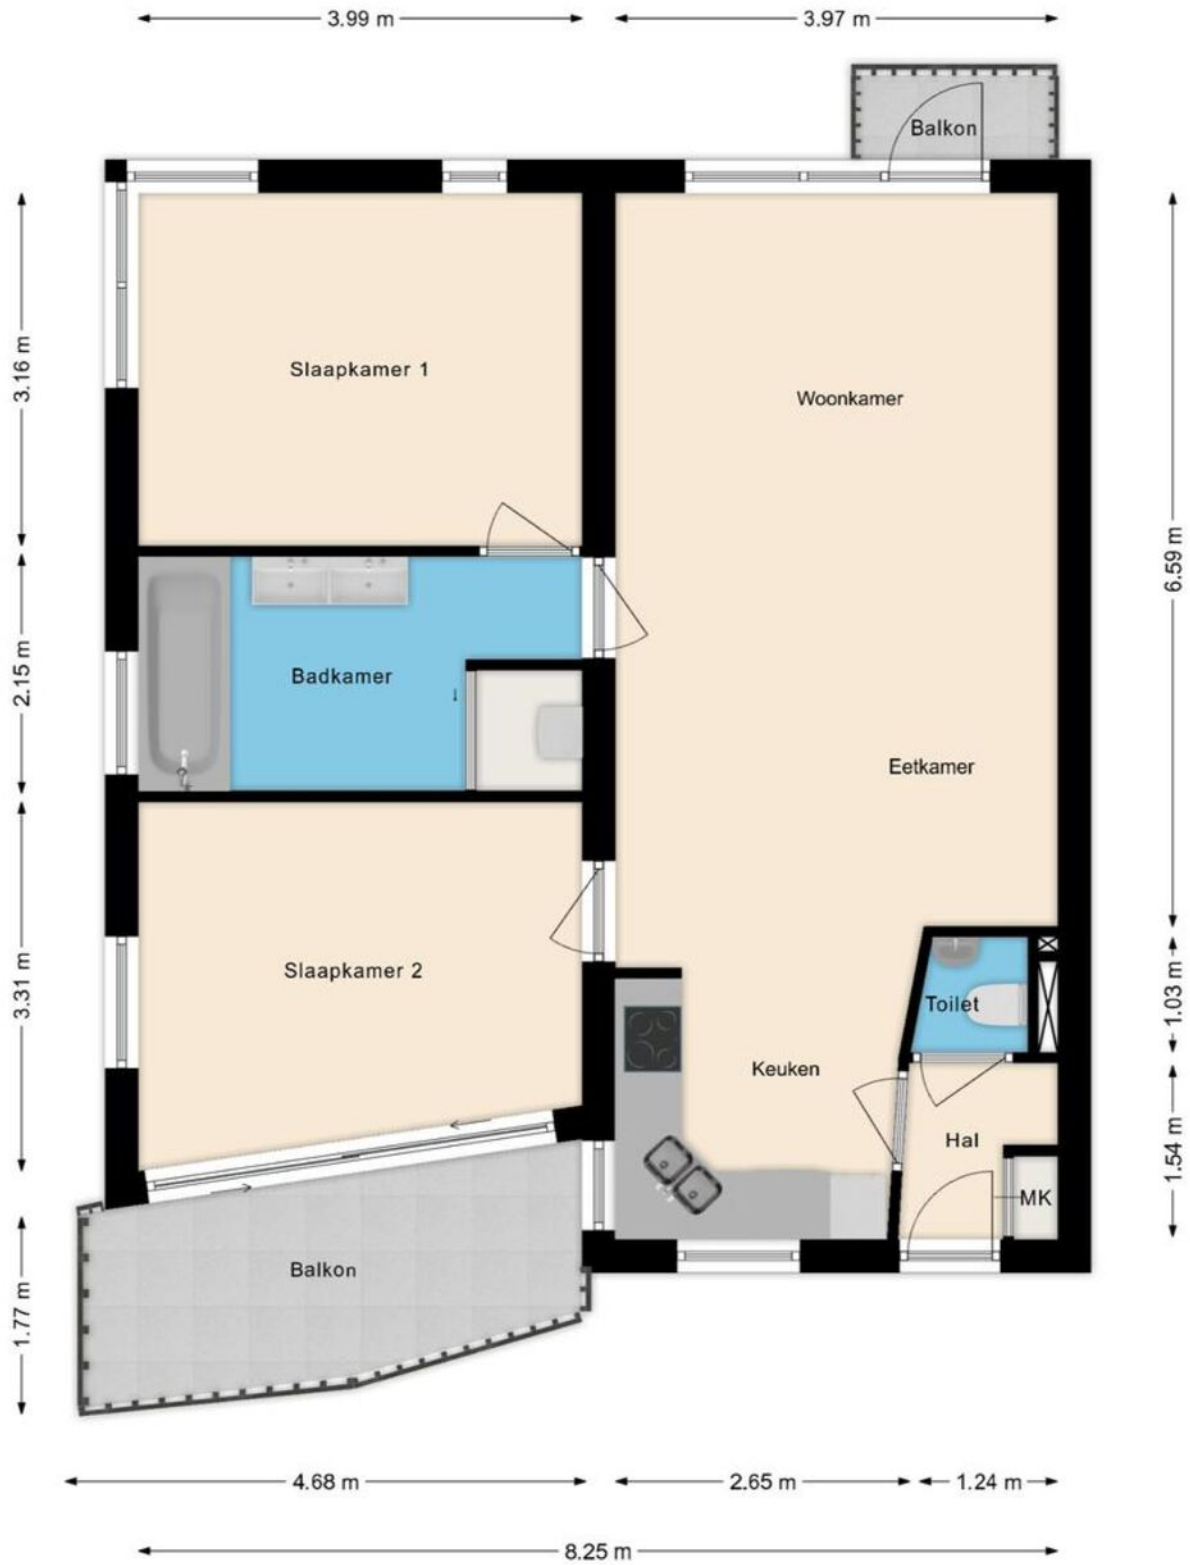 3.99 m
3.97 m
Balkon
3.16 m
Slaapkamer 1
Woonkamer
6.59 m
2.15 m
Badkamer
Eetkamer
3.31 m
Slaapkamer 2
Toilet
1.03 m
Keuken
Hal
1.54 m
MK
Balkon
1.77 m
4.68 m
2.65 m
1.24 m
8.25 m